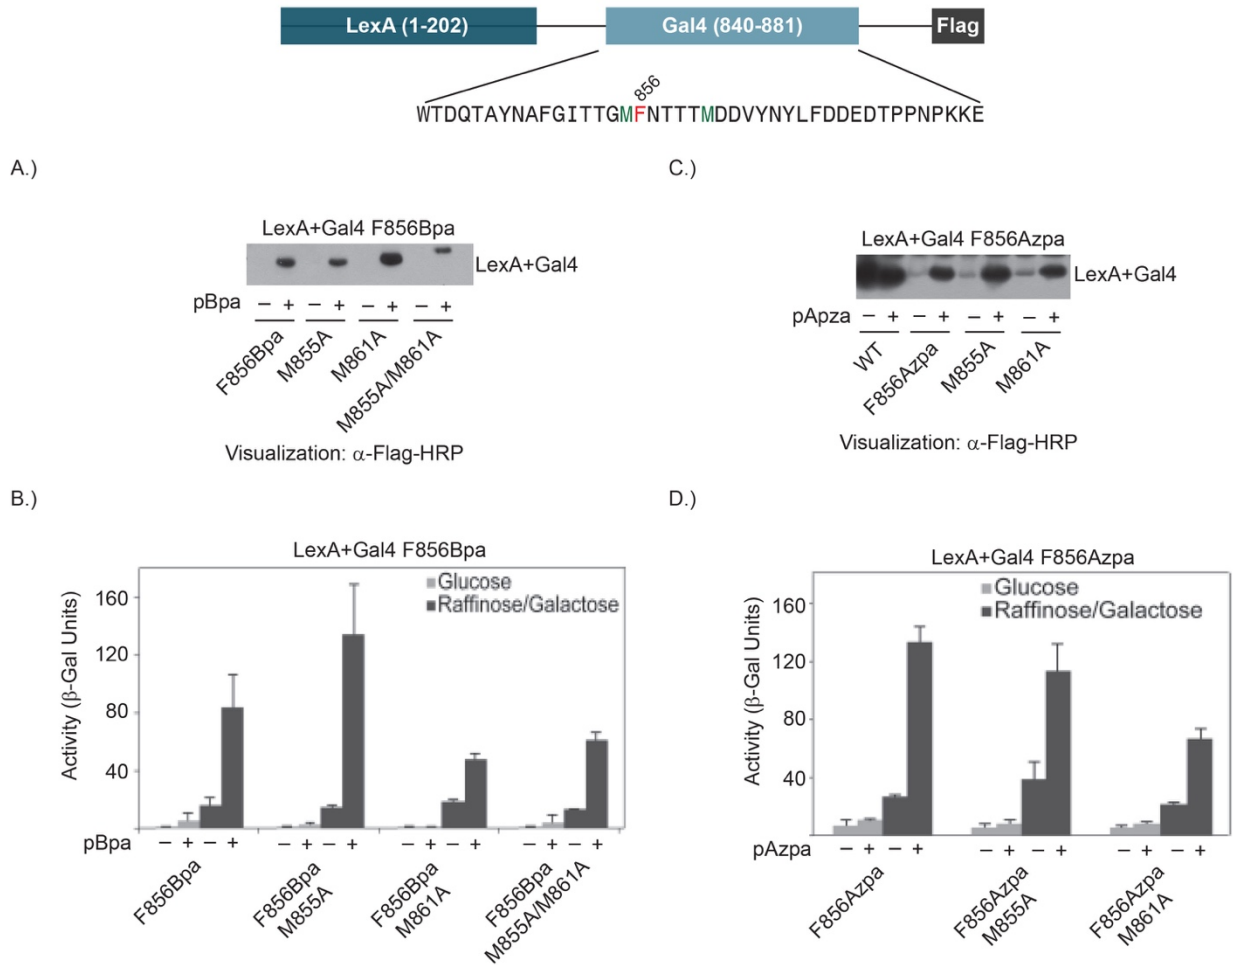 LexA (1-202)
Gal4 (840-881)
Flag
856
WTDQTAYNAFGITTGMFNTTTMDDVYNYLFDDEDTPPNPKKE
A.)
LexA+Gal4 F856Bpa
LexA+Gal4
pBpa
– + – + – + – +
F856Bpa
M855A
M861A
M855A/M861A
Visualization: α-Flag-HRP
C.)
LexA+Gal4 F856Azpa
LexA+Gal4
pApza
– + – + – + – +
WT
F856Azpa
M855A
M861A
Visualization: α-Flag-HRP
B.)
LexA+Gal4 F856Bpa
Glucose
Raffinose/Galactose
Activity (β-Gal Units)
160
120
80
40
pBpa
– + – + – + – + – + – + – + – +
F856Bpa
F856Bpa
M855A
F856Bpa
M861A
F856Bpa
M855A/M861A
D.)
LexA+Gal4 F856Azpa
Glucose
Raffinose/Galactose
Activity (β-Gal Units)
160
120
80
40
pAzpa
– + – + – + – + – + – +
F856Azpa
F856Azpa
M855A
F856Azpa
M861A